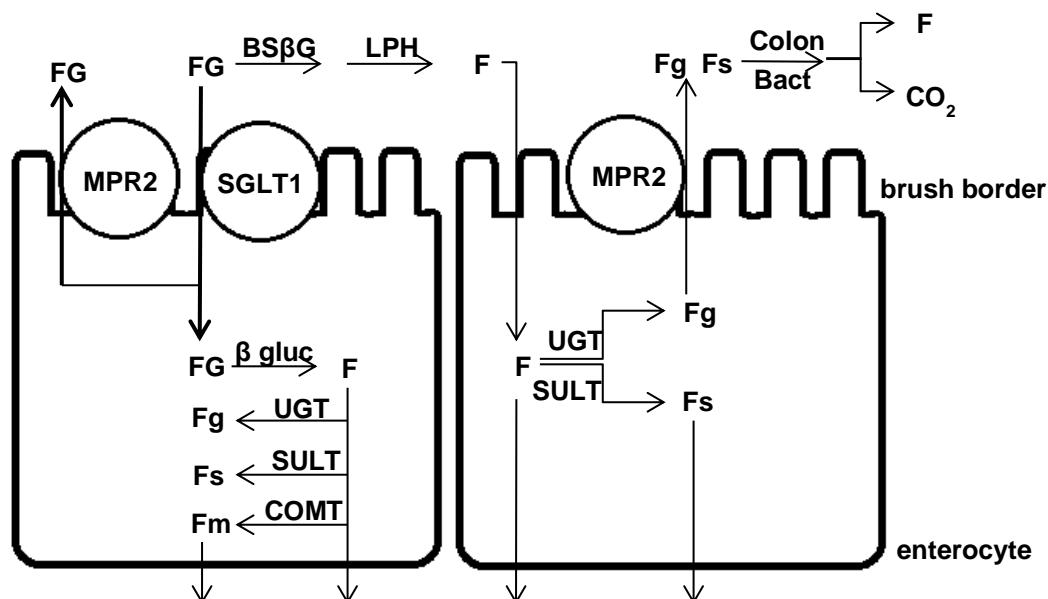 FG
FG BSβG LPH F
Fg Fs Colon Bact
F
CO2
MPR2
SGLT1
MPR2
brush border
FG β gluc F
Fg UGT
Fs SULT
Fm COMT
F UGT Fg
SULT Fs
enterocyte